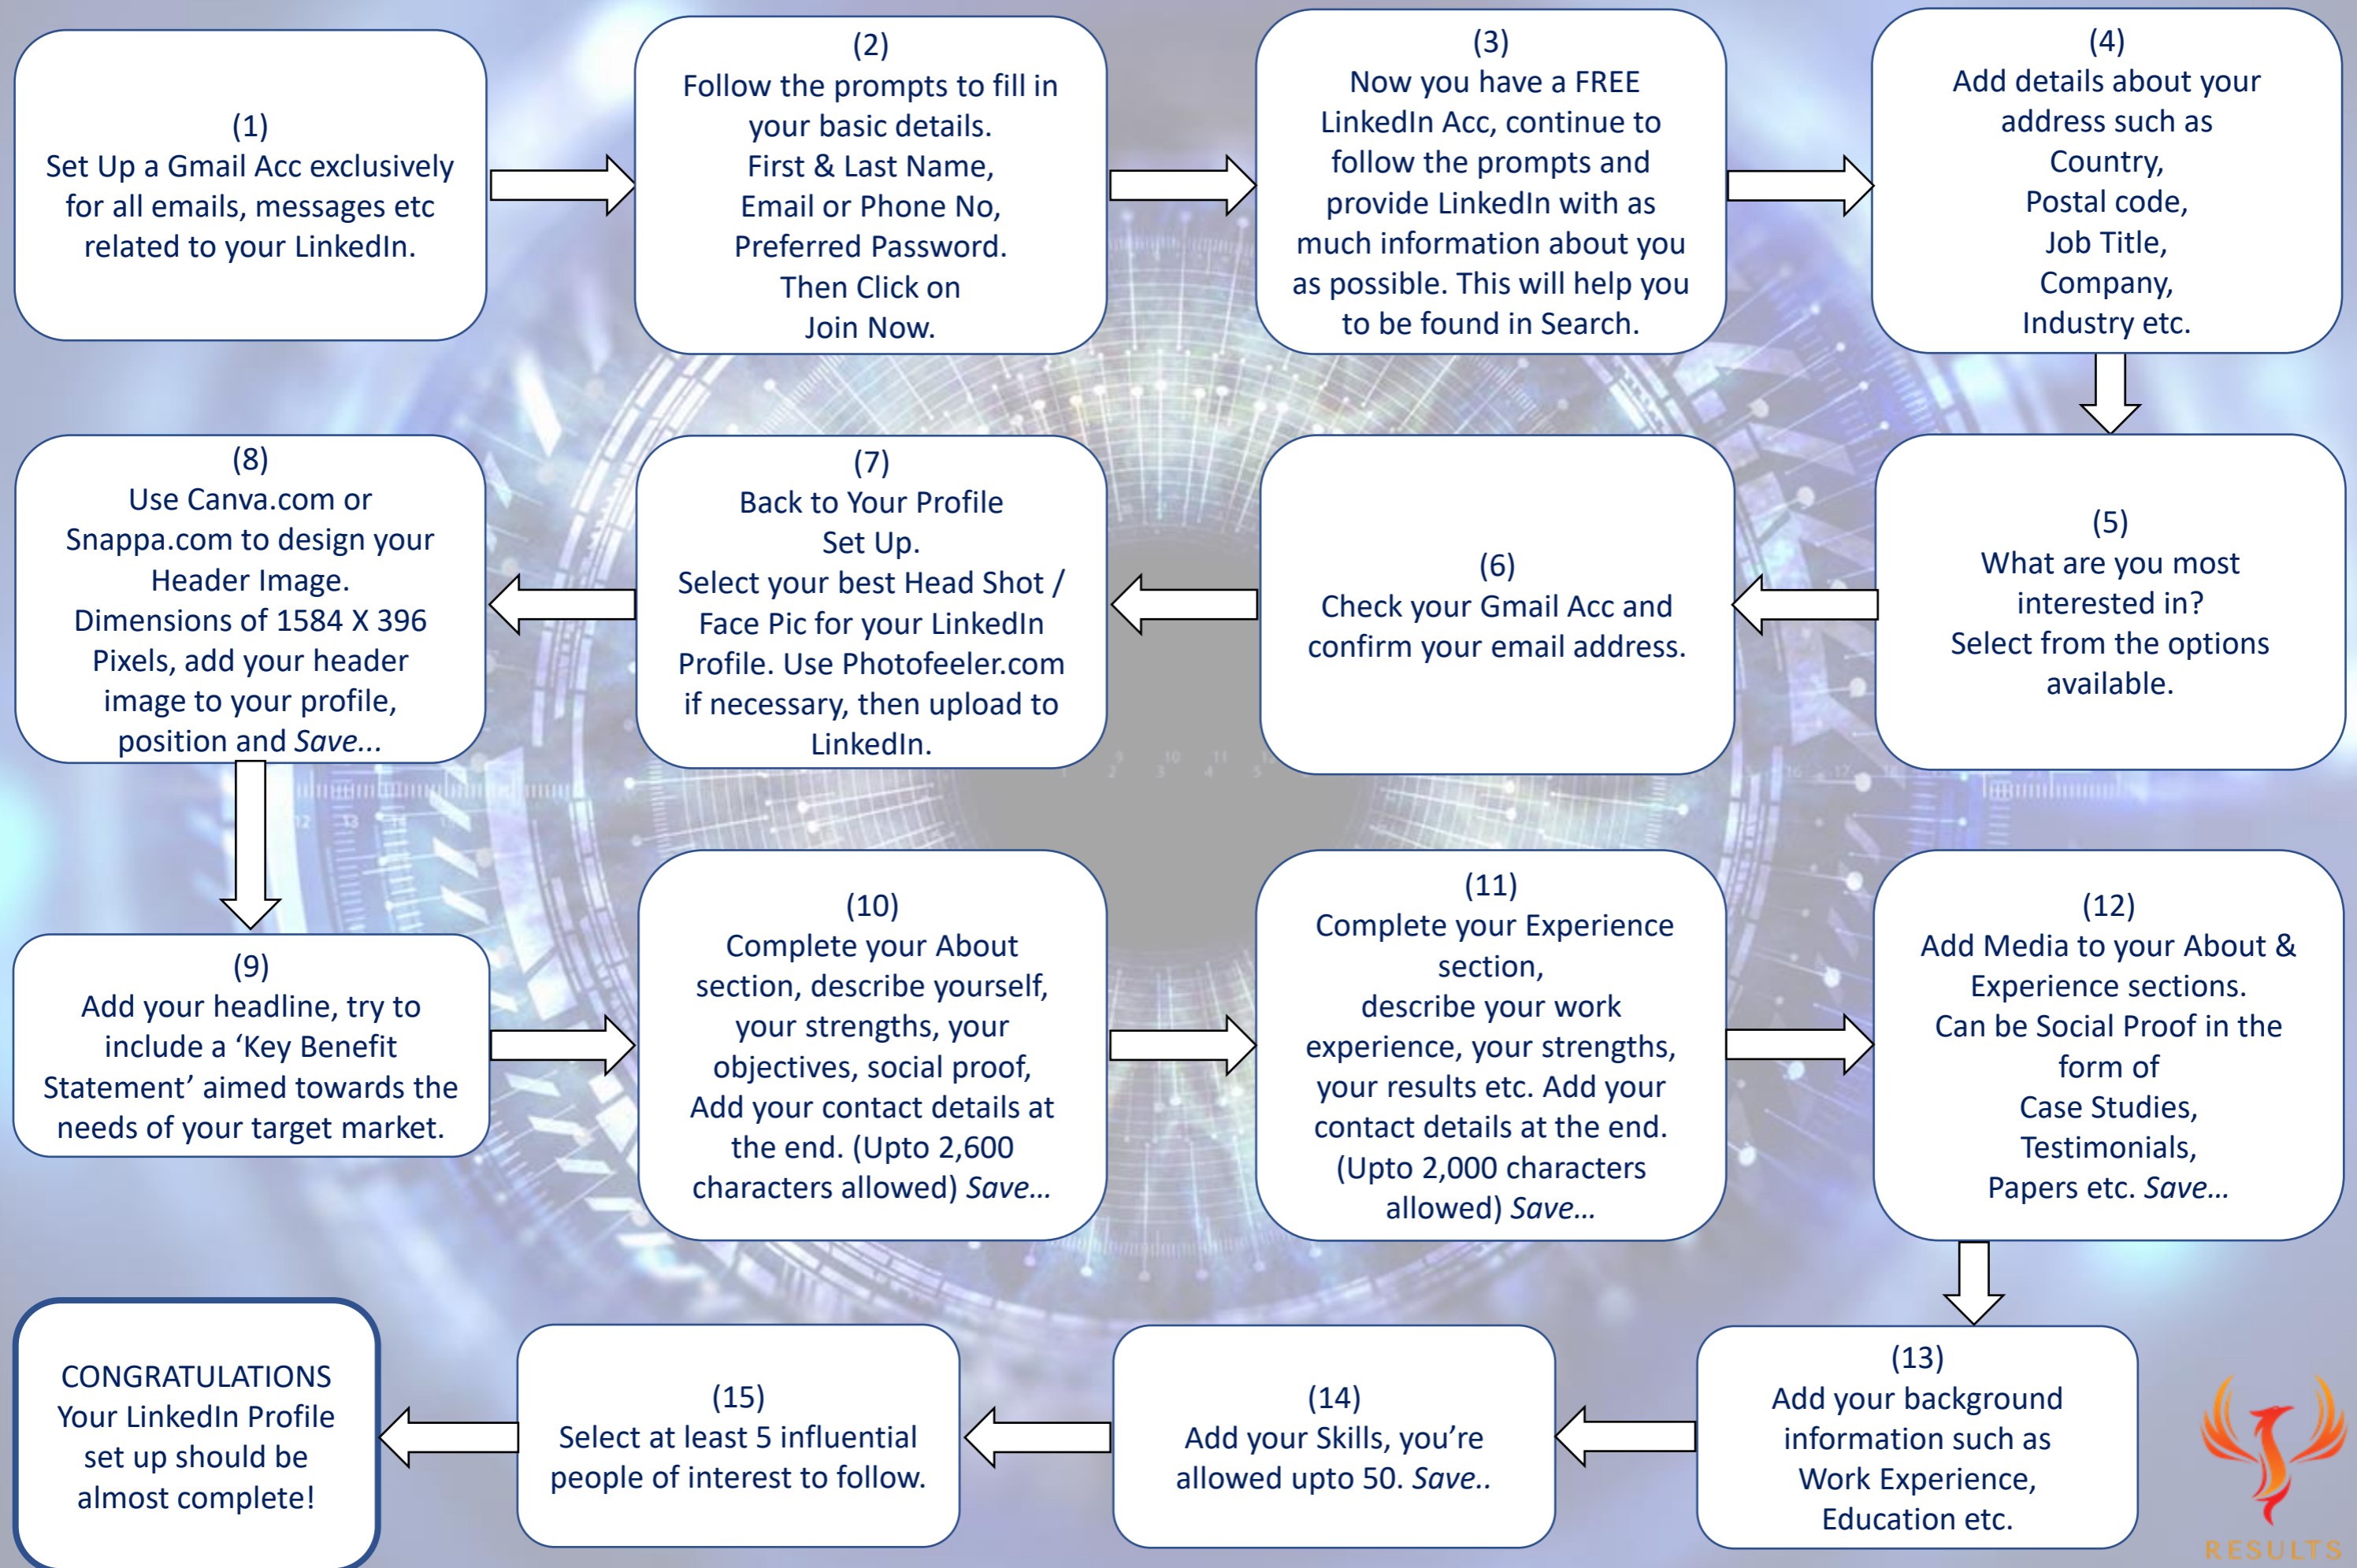 (1)
Set Up a Gmail Acc exclusively
for all emails, messages etc
related to your LinkedIn.
(2)
Follow the prompts to fill in
your basic details.
First & Last Name,
Email or Phone No,
Preferred Password.
Then Click on
Join Now.
(3)
Now you have a FREE
LinkedIn Acc, continue to
follow the prompts and
provide LinkedIn with as
much information about you
as possible. This will help you
to be found in Search.
(4)
Add details about your
address such as
Country,
Postal code,
Job Title,
Company,
Industry etc.
(5)
What are you most
interested in?
Select from the options
available.
(6)
Check your Gmail Acc and
confirm your email address.
(7)
Back to Your Profile
Set Up.
Select your best Head Shot /
Face Pic for your LinkedIn
Profile. Use Photofeeler.com
if necessary, then upload to
LinkedIn.
(8)
Use Canva.com or
Snappa.com to design your
Header Image.
Dimensions of 1584 X 396
Pixels, add your header
image to your profile,
position and Save...
(9)
Add your headline, try to
include a ‘Key Benefit
Statement’ aimed towards the
needs of your target market.
(10)
Complete your About
section, describe yourself,
your strengths, your
objectives, social proof,
Add your contact details at
the end. (Upto 2,600
characters allowed) Save...
(11)
Complete your Experience
section,
describe your work
experience, your strengths,
your results etc. Add your
contact details at the end.
(Upto 2,000 characters
allowed) Save...
(12)
Add Media to your About &
Experience sections.
Can be Social Proof in the
form of
Case Studies,
Testimonials,
Papers etc. Save...
(13)
Add your background
information such as
Work Experience,
Education etc.
(14)
Add your Skills, you’re
allowed upto 50. Save..
(15)
Select at least 5 influential
people of interest to follow.
CONGRATULATIONS
Your LinkedIn Profile
set up should be
almost complete!
RESULTS